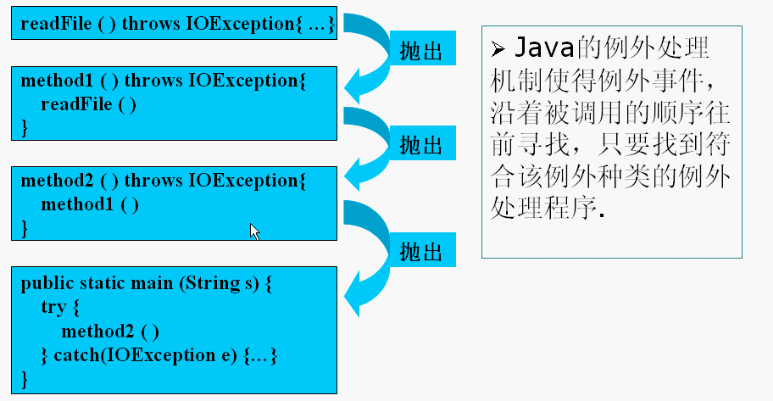 readFile ( ) throws IOException{ ...}
抛出
method1 ( ) throws IOException{
readFile ( )
}
抛出
method2 ( ) throws IOException{
method1 ( )
}
抛出
public static main (String s) {
try {
method2 ( )
} catch(IOException e) {...}
}
➢ Java的例外处理
机制使得例外事件，
沿着被调用的顺序往
前寻找，只要找到符
合该例外种类的例外
处理程序.